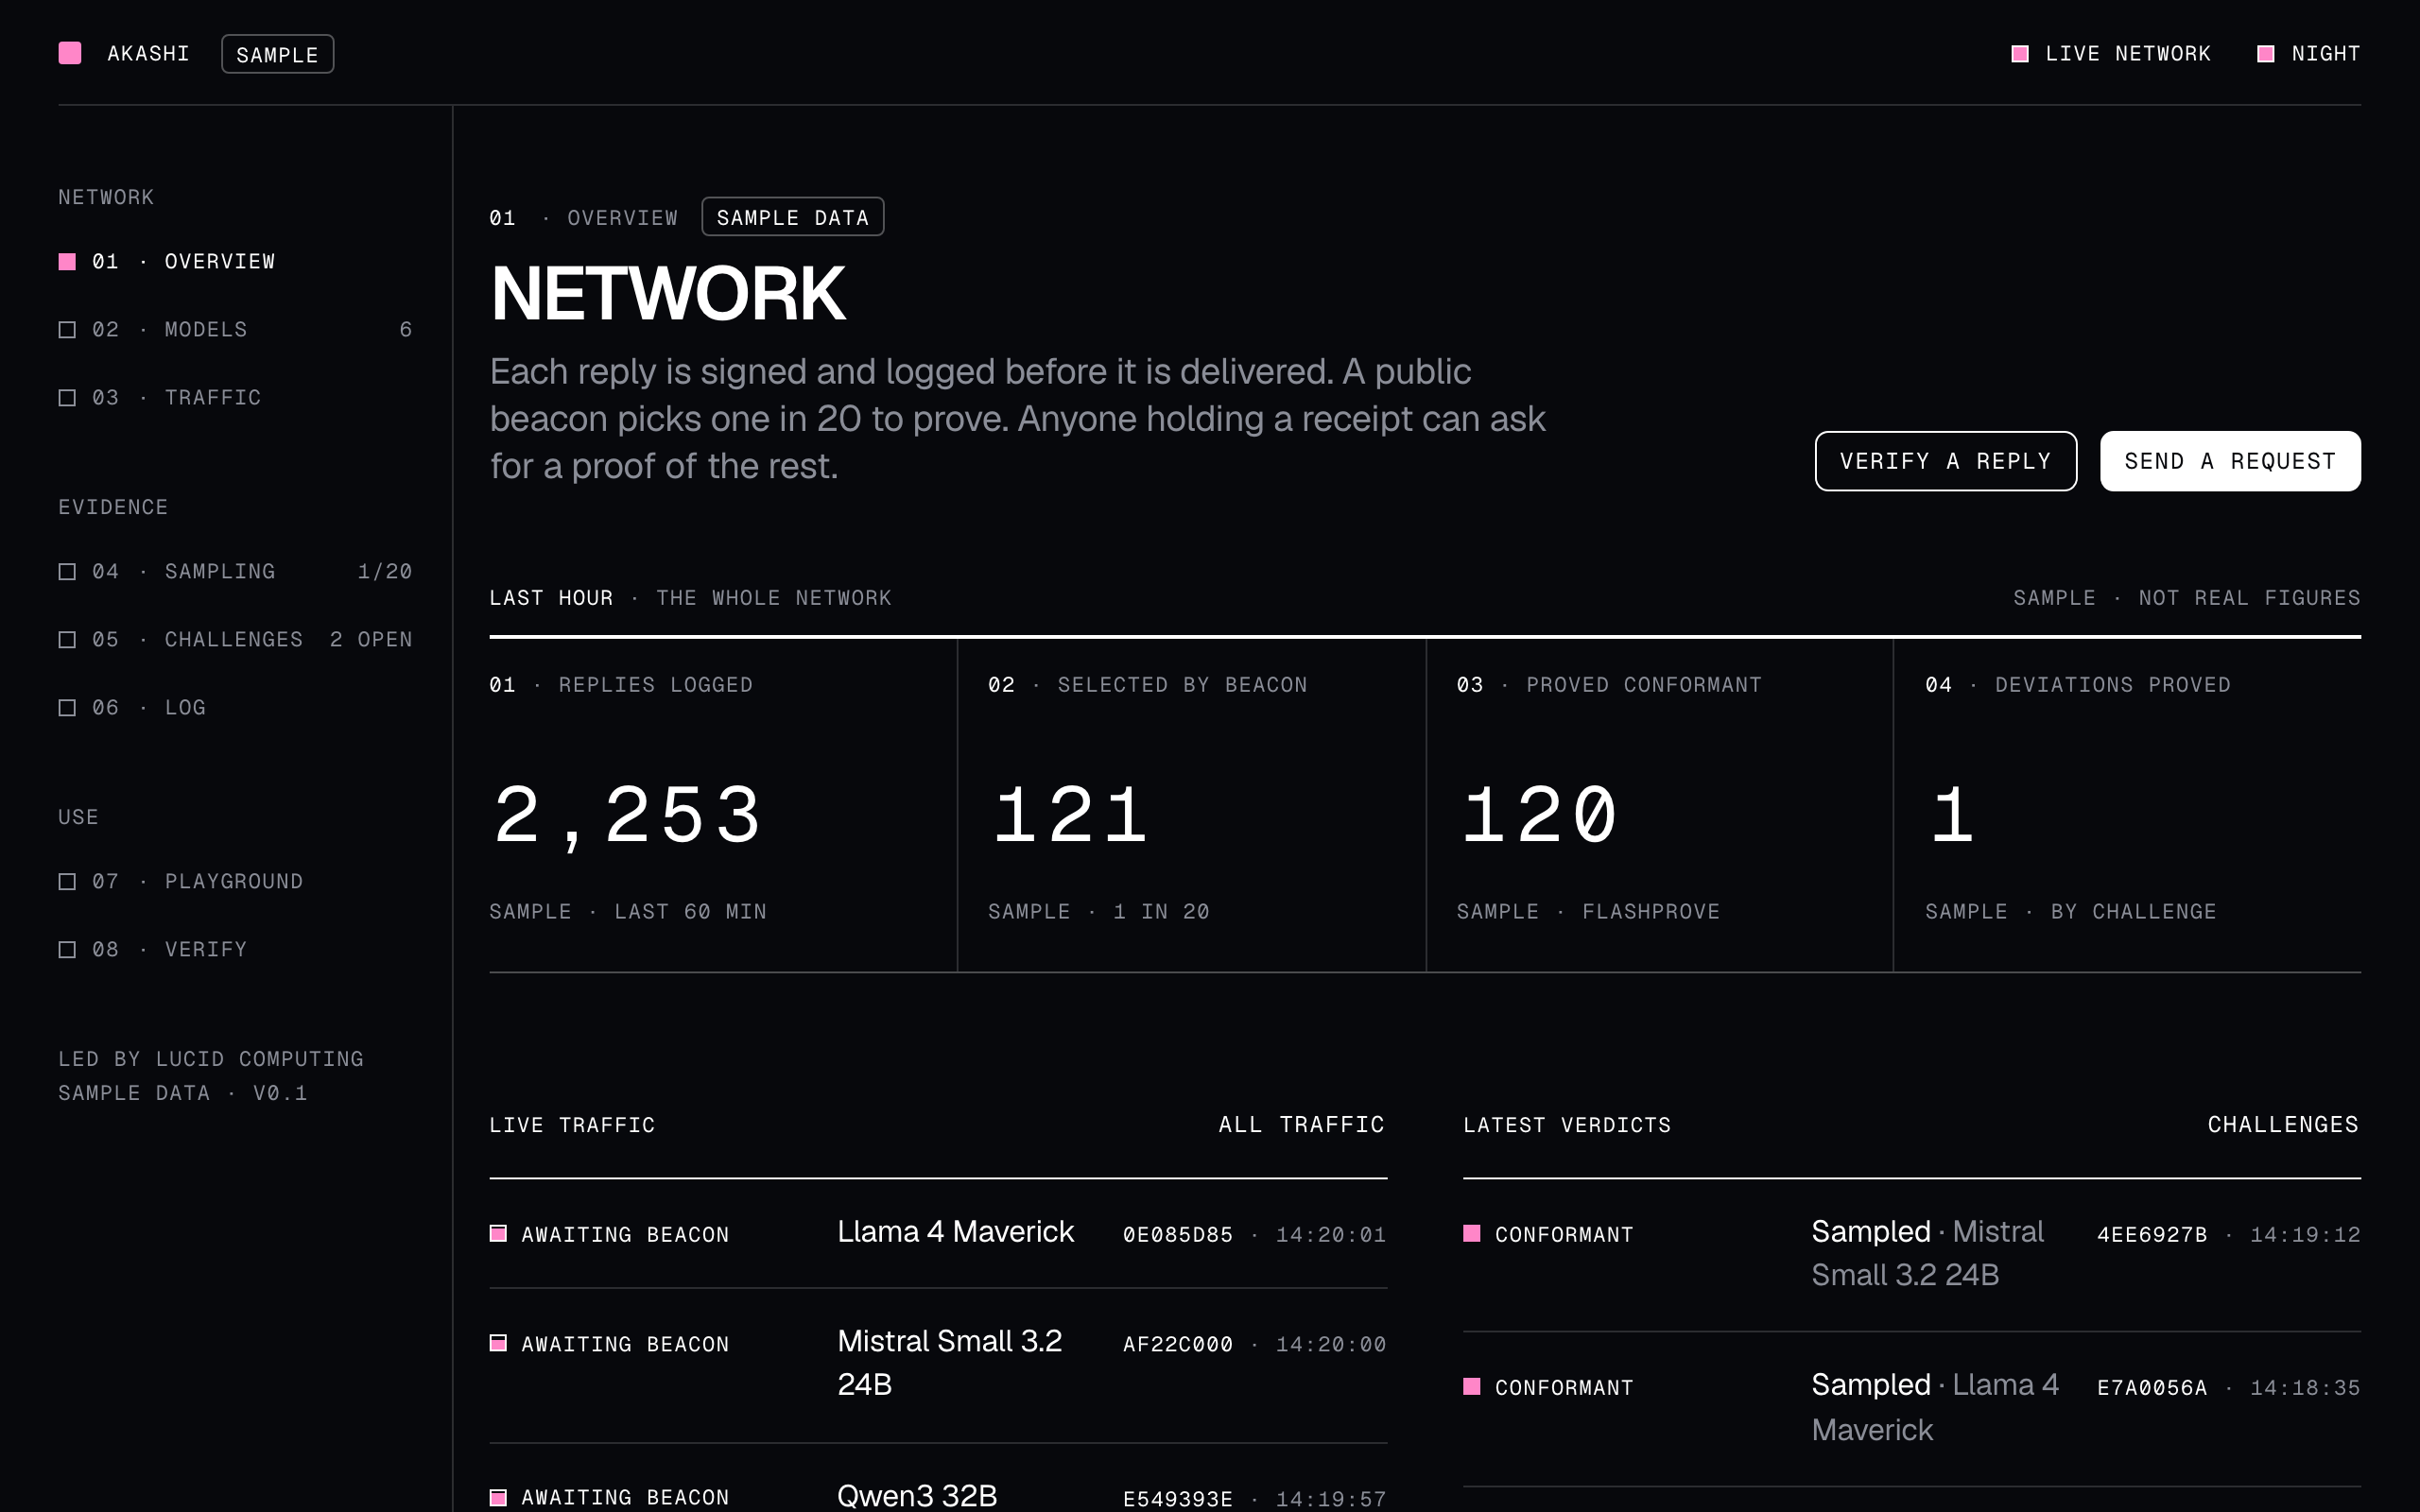 AKASHI SAMPLE
LIVE NETWORK NIGHT
NETWORK
01 · OVERVIEW
02 · MODELS 6
03 · TRAFFIC
EVIDENCE
04 · SAMPLING 1/20
05 · CHALLENGES 2 OPEN
06 · LOG
USE
07 · PLAYGROUND
08 · VERIFY
LED BY LUCID COMPUTING
SAMPLE DATA · V0.1
01 · OVERVIEW SAMPLE DATA
NETWORK
Each reply is signed and logged before it is delivered. A public
beacon picks one in 20 to prove. Anyone holding a receipt can ask
for a proof of the rest.
VERIFY A REPLY SEND A REQUEST
LAST HOUR · THE WHOLE NETWORK
SAMPLE · NOT REAL FIGURES
01 · REPLIES LOGGED
2,253
SAMPLE · LAST 60 MIN
02 · SELECTED BY BEACON
121
SAMPLE · 1 IN 20
03 · PROVED CONFORMANT
120
SAMPLE · FLASHPROVE
04 · DEVIATIONS PROVED
1
SAMPLE · BY CHALLENGE
LIVE TRAFFIC ALL TRAFFIC
AWAITING BEACON Llama 4 Maverick 0E085D85 · 14:20:01
AWAITING BEACON Mistral Small 3.2 AF22C000 · 14:20:00
24B
AWAITING BEACON Qwen3 32B E549393E · 14:19:57
LATEST VERDICTS CHALLENGES
CONFORMANT Sampled · Mistral 4EE6927B · 14:19:12
Small 3.2 24B
CONFORMANT Sampled · Llama 4 E7A0056A · 14:18:35
Maverick